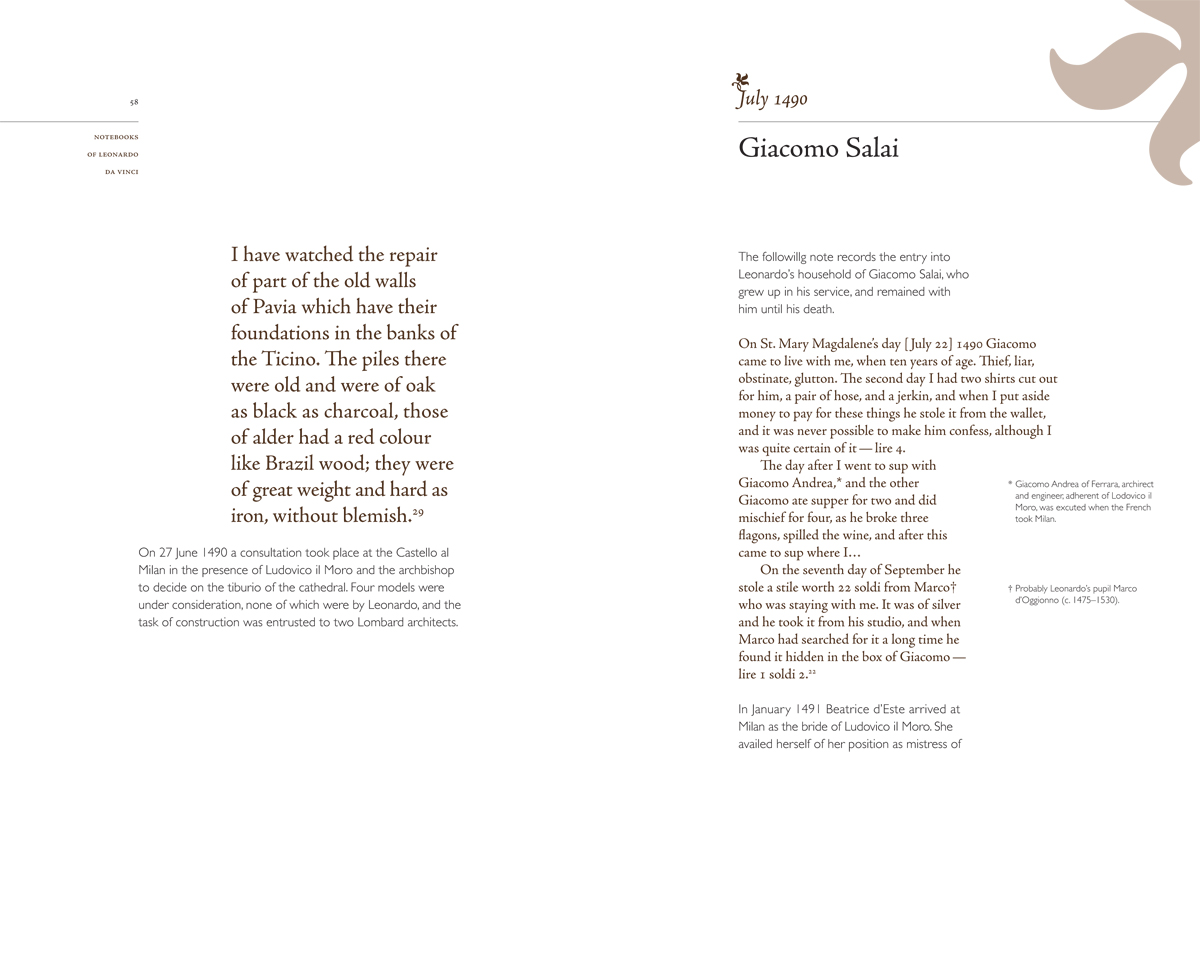 58
NOTEBOOKS
OF LEONARDO
DA VINCI
I have watched the repair
of part of the old walls
of Pavia which have their
foundations in the banks of
the Ticino. The piles there
were old and were of oak
as black as charcoal, those
of alder had a red colour
like Brazil wood; they were
of great weight and hard as
iron, without blemish.29
On 27 June 1490 a consultation took place at the Castello al
Milan in the presence of Ludovico il Moro and the archbishop
to decide on the tiburio of the cathedral. Four models were
under consideration, none of which were by Leonardo, and the
task of construction was entrusted to two Lombard architects.
July 1490
Giacomo Salai
The followillg note records the entry into
Leonardo's household of Giacomo Salai, who
grew up in his service, and remained with
him until his death.
On St. Mary Magdalene's day [July 22] 1490 Giacomo
came to live with me, when ten years of age. Thief, liar,
obstinate, glutton. The second day I had two shirts cut out
for him, a pair of hose, and a jerkin, and when I put aside
money to pay for these things he stole it from the wallet,
and it was never possible to make him confess, although I
was quite certain of it — lire 4.
The day after I went to sup with
Giacomo Andrea,* and the other
Giacomo ate supper for two and did
mischief for four, as he broke three
flagons, spilled the wine, and after this
came to sup where I…
On the seventh day of September he
stole a stile worth 22 soldi from Marco†
who was staying with me. It was of silver
and he took it from his studio, and when
Marco had searched for it a long time he
found it hidden in the box of Giacomo —
lire 1 soldi 2.22
In January 1491 Beatrice d'Este arrived at
Milan as the bride of Ludovico il Moro. She
availed herself of her position as mistress of
* Giacomo Andrea of Ferrara, archirect
and engineer, adherent of Lodovico il
Moro, was excuted when the French
took Milan.
† Probably Leonardo's pupil Marco
d'Oggionno (c. 1475–1530).